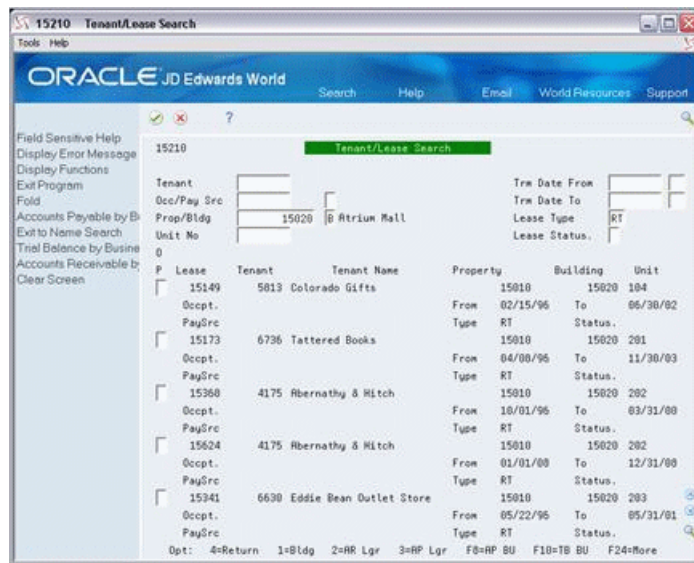 15210 Tenant/Lease Search
Tools Help
ORACLE JD Edwards World
Search Help Email World Resources Support
?
Field Sensitive Help
Display Error Message
Display Functions
Exit Program
Fold
Accounts Payable by B
Exit to Name Search
Trial Balance by Busine
Accounts Receivable by
Clear Screen
15210 Tenant/Lease Search
Tenant Trm Date From
Occ/Pay Src Trm Date To
Prop/Bldg 15020 B Atrium Mall Lease Type RT
Unit No Lease Status.
O
P Lease Tenant Tenant Name Property Building Unit
15149 5813 Colorado Gifts 15010 15020 104
Occpt. From 02/15/96 To 06/30/02
PaySrc Type RT Status.
15173 6736 Tattered Books 15010 15020 201
Occpt. From 04/08/96 To 11/30/03
PaySrc Type RT Status.
15360 4175 Abernathy & Hitch 15010 15020 202
Occpt. From 10/01/96 To 03/31/00
PaySrc Type RT Status.
15624 4175 Abernathy & Hitch 15010 15020 202
Occpt. From 01/01/08 To 12/31/08
PaySrc Type RT Status.
15341 6630 Eddie Bean Outlet Store 15010 15020 203
Occpt. From 05/22/96 To 05/31/01
PaySrc Type RT Status.
Opt: 4=Return 1=Bldg 2=AR Lgr 3=AP Lgr F8=AP BU F18=TB BU F24=More